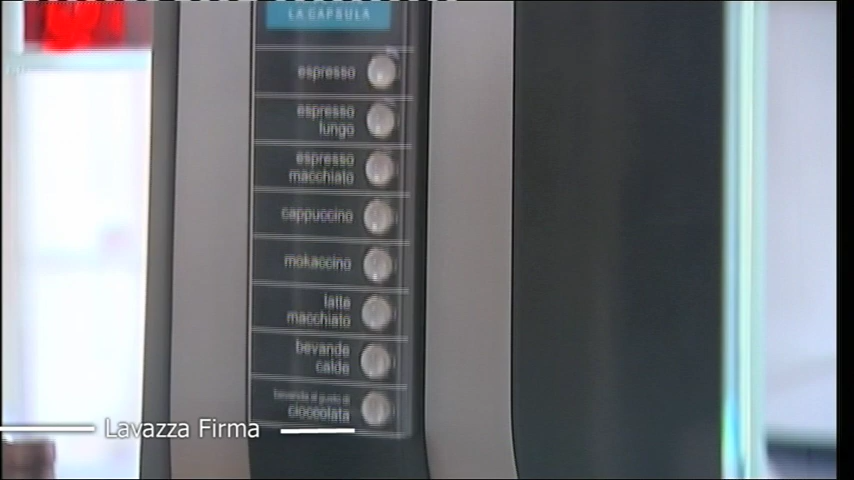 LA CAPSULA
espresso
espresso
lungo
espresso
macchiato
cappuccino
mokaccino
latte
macchiato
bevande
calde
bevanda al gusto di
cioccolata
Lavazza Firma